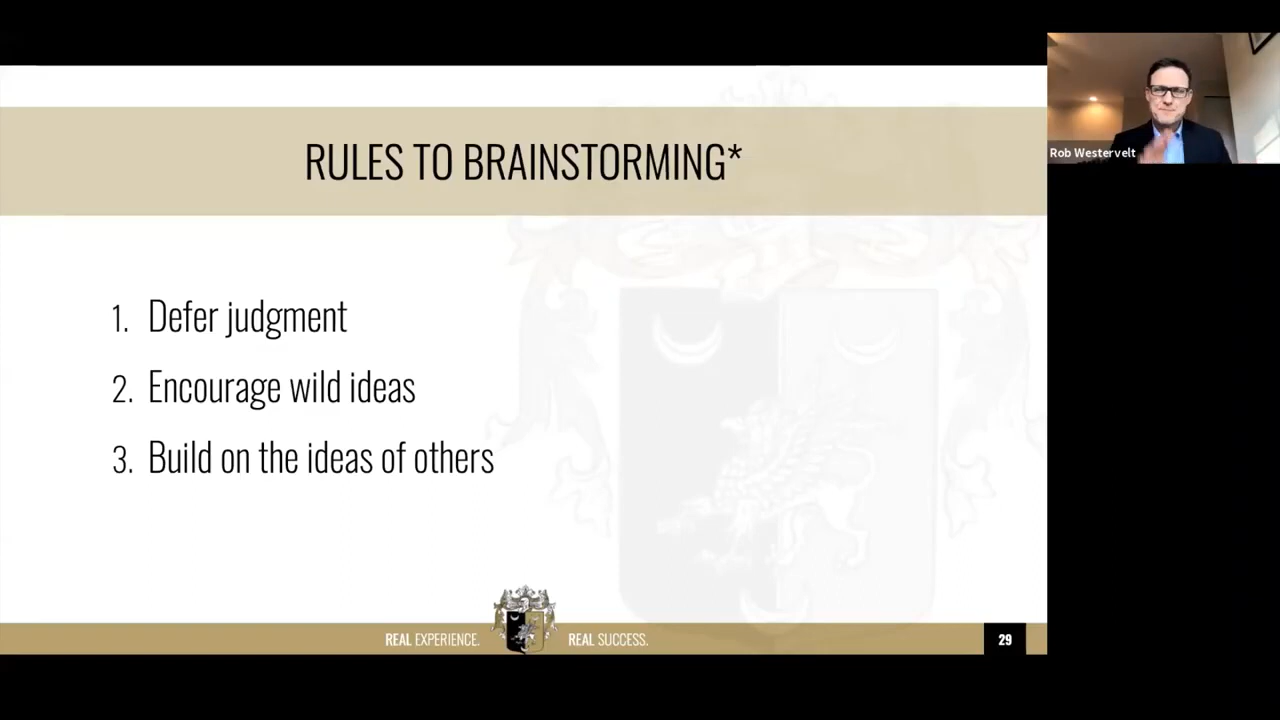 RULES TO BRAINSTORMING*
Rob Westervelt
1. Defer judgment
2. Encourage wild ideas
3. Build on the ideas of others
REAL EXPERIENCE. REAL SUCCESS.
29